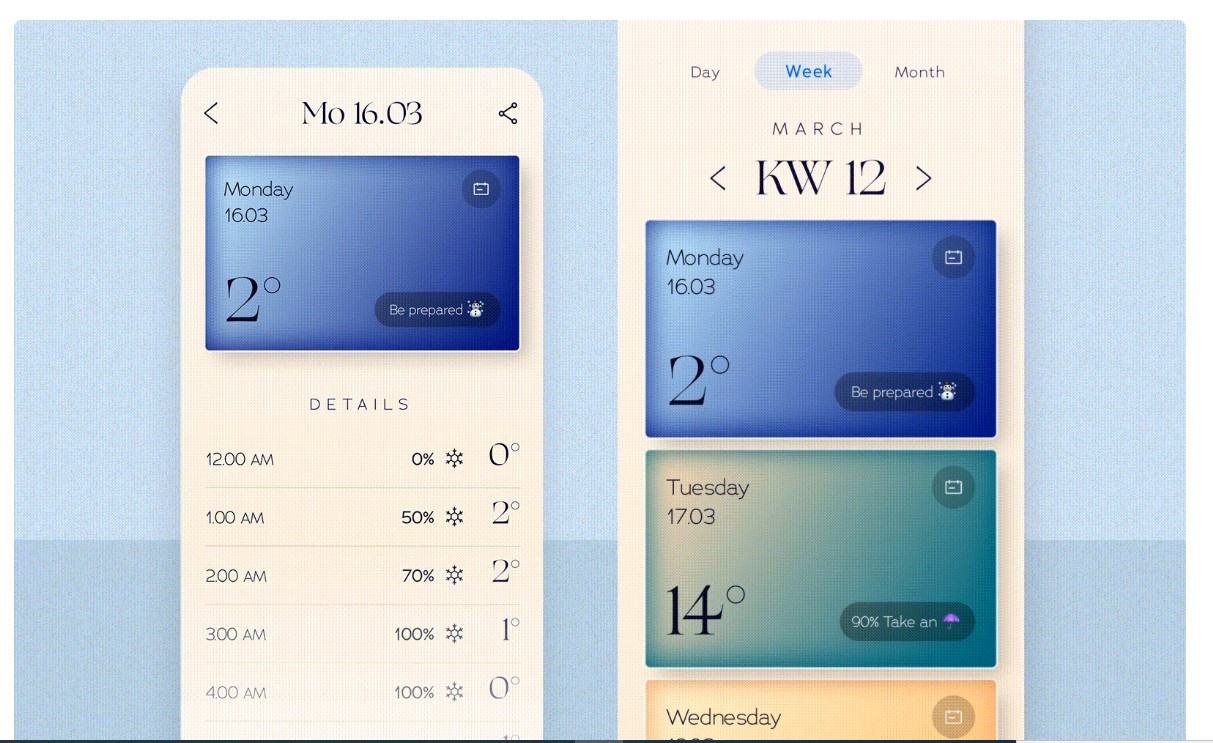 Mo 16.03
Monday
16.03
2°
Be prepared ☃️
DETAILS
12.00 AM 0% 0°
1.00 AM 50% 2°
2.00 AM 70% 2°
3.00 AM 100% 1°
4.00 AM 100% 0°
Day Week Month
MARCH
< KW 12 >
Monday
16.03
2°
Be prepared ☃️
Tuesday
17.03
14°
90% Take an ☂️
Wednesday